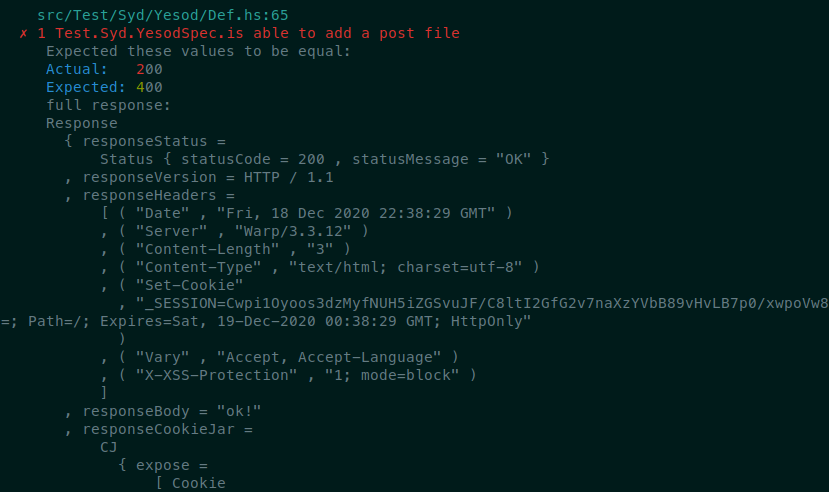 src/Test/Syd/Yesod/Def.hs:65
✗ 1 Test.Syd.YesodSpec.is able to add a post file
Expected these values to be equal:
Actual:   200
Expected: 400
full response:
Response
{ responseStatus =
Status { statusCode = 200 , statusMessage = "OK" }
, responseVersion = HTTP / 1.1
, responseHeaders =
[ ( "Date" , "Fri, 18 Dec 2020 22:38:29 GMT" )
, ( "Server" , "Warp/3.3.12" )
, ( "Content-Length" , "3" )
, ( "Content-Type" , "text/html; charset=utf-8" )
, ( "Set-Cookie"
, "_SESSION=Cwpi1Oyoos3dzMyfNUH5iZGSvuJF/C8ltI2GfG2v7naXzYVbB89vHvLB7p0/xwpoVw8
=; Path=/; Expires=Sat, 19-Dec-2020 00:38:29 GMT; HttpOnly"
)
, ( "Vary" , "Accept, Accept-Language" )
, ( "X-XSS-Protection" , "1; mode=block" )
]
, responseBody = "ok!"
, responseCookieJar =
CJ
{ expose =
[ Cookie